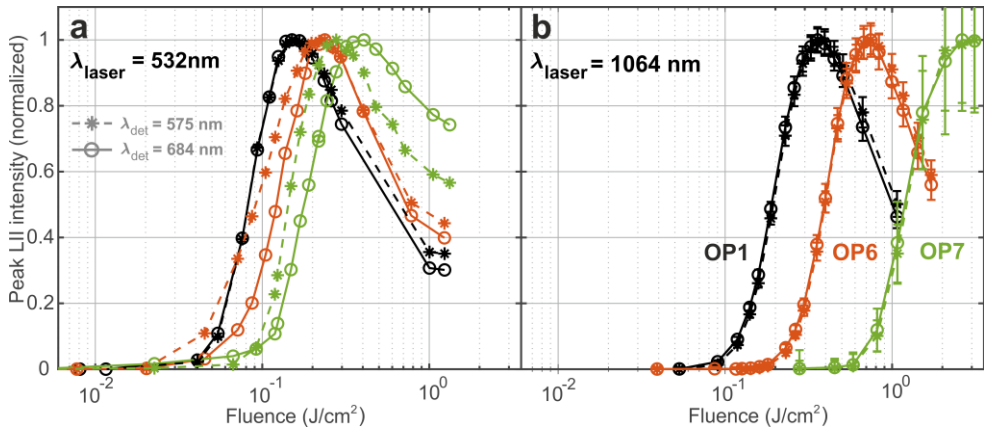 a
λlaser = 532nm
λdet = 575 nm
λdet = 684 nm
Peak LII intensity (normalized)
1
0.8
0.6
0.4
0.2
0
10-2
10-1
100
Fluence (J/cm2)
b
λlaser = 1064 nm
OP1
OP6
OP7
10-2
10-1
100
Fluence (J/cm2)